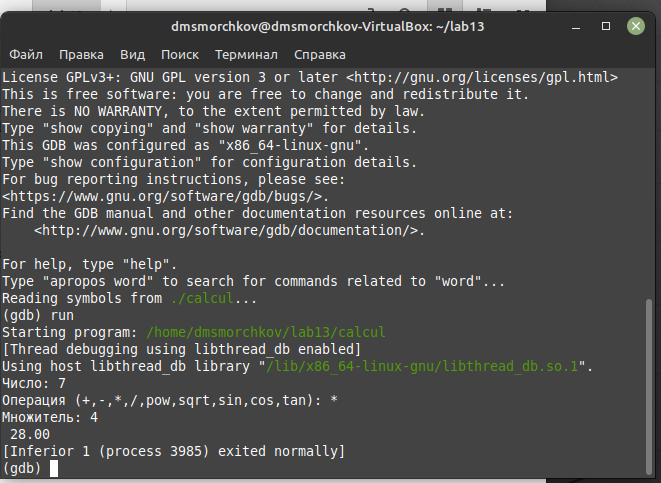 dmsmorchkov@dmsmorchkov-VirtualBox: ~/lab13
Файл Правка Вид Поиск Терминал Справка
License GPLv3+: GNU GPL version 3 or later <http://gnu.org/licenses/gpl.html>
This is free software: you are free to change and redistribute it.
There is NO WARRANTY, to the extent permitted by law.
Type "show copying" and "show warranty" for details.
This GDB was configured as "x86_64-linux-gnu".
Type "show configuration" for configuration details.
For bug reporting instructions, please see:
<https://www.gnu.org/software/gdb/bugs/>.
Find the GDB manual and other documentation resources online at:
    <http://www.gnu.org/software/gdb/documentation/>.
For help, type "help".
Type "apropos word" to search for commands related to "word"...
Reading symbols from ./calcul...
(gdb) run
Starting program: /home/dmsmorchkov/lab13/calcul
[Thread debugging using libthread_db enabled]
Using host libthread_db library "/lib/x86_64-linux-gnu/libthread_db.so.1".
Число: 7
Операция (+,-,*,/,pow,sqrt,sin,cos,tan): *
Множитель: 4
 28.00
[Inferior 1 (process 3985) exited normally]
(gdb)